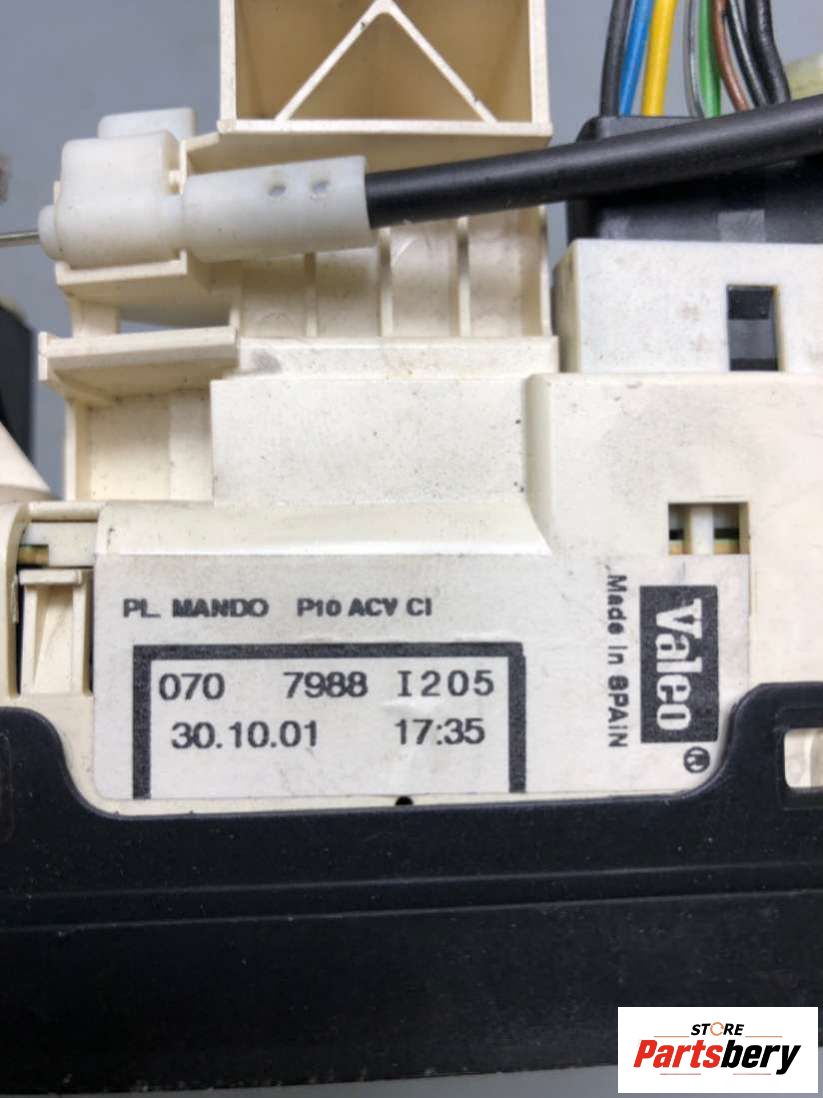 PL. MANDO P10 ACV CI
070 7988 I205
30.10.01 17:35
Made in SPAIN
Valeo ®
STORE
Partsbery